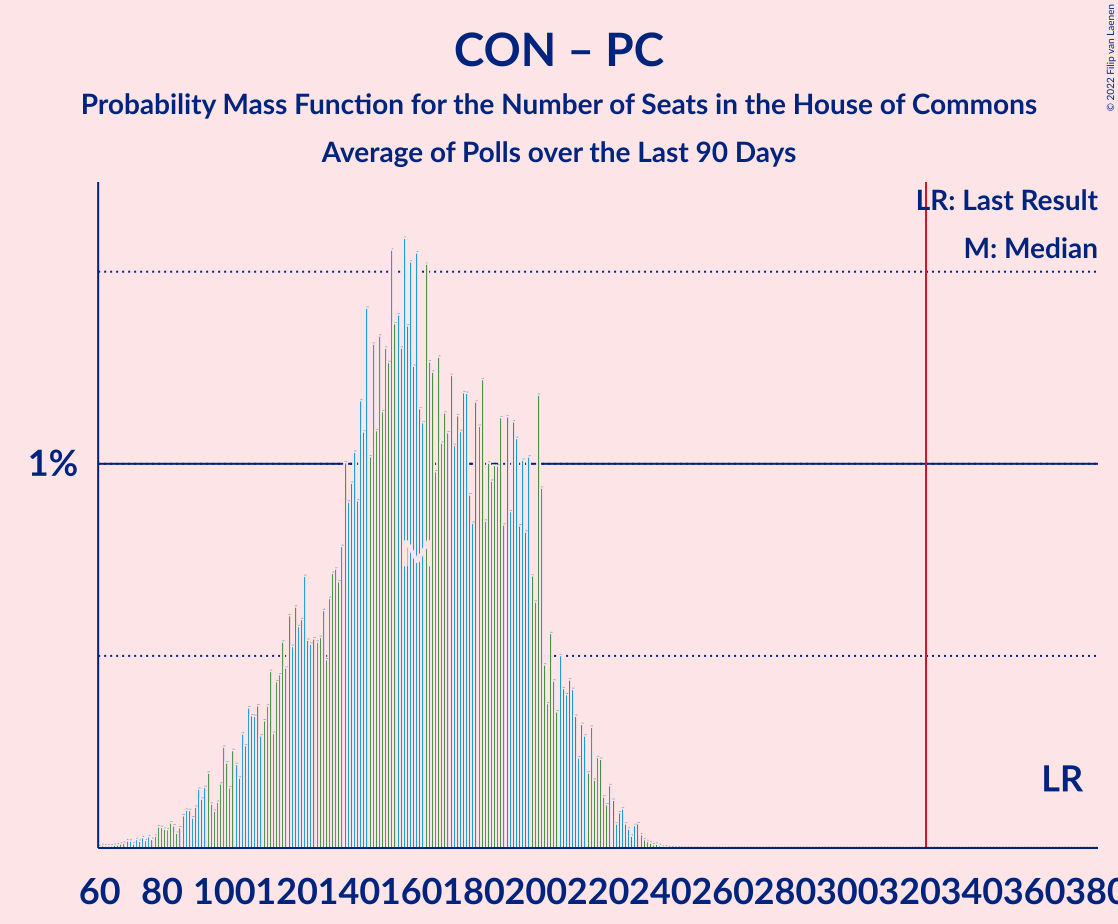 CON – PC
Probability Mass Function for the Number of Seats in the House of Commons
Average of Polls over the Last 90 Days
© 2022 Filip van Laenen
LR: Last Result
M: Median
1%
M
LR
60 80 100 120 140 160 180 200 220 240 260 280 300 320 340 360 380